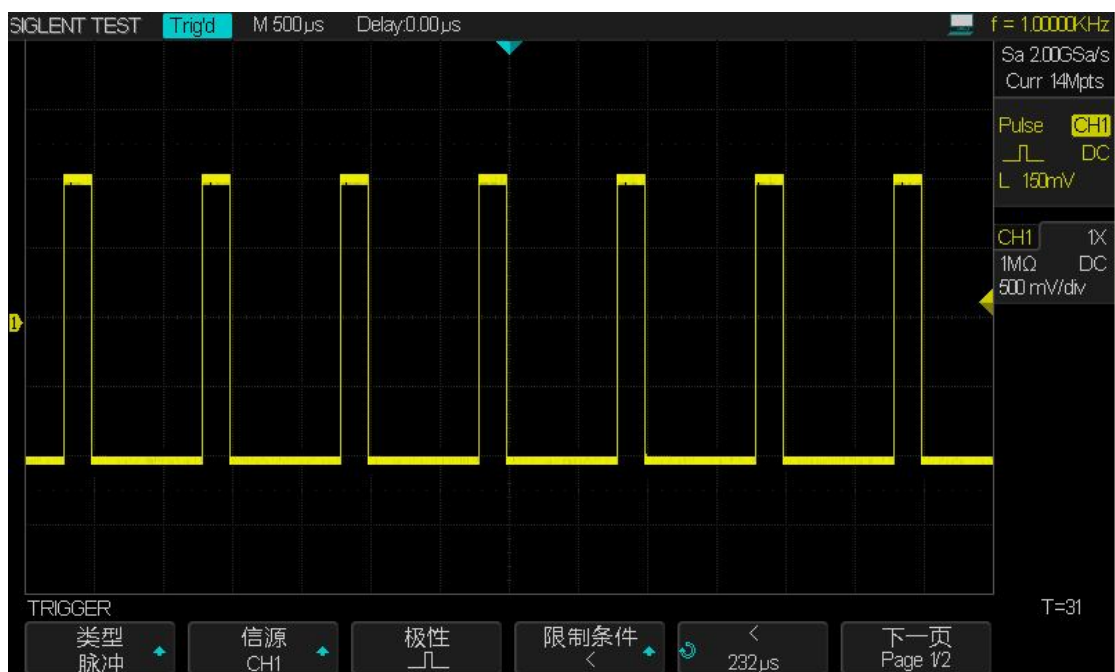 SIGLENT TEST Trig'd M 500µs Delay:0.00µs f = 1.00000KHz
Sa 2.00GSa/s
Curr 14Mpts
Pulse CH1
DC
L 150mV
CH1 1X
1MΩ DC
500 mV/div
1
TRIGGER T=31
类型 信源 极性 限制条件 < 下一页
脉冲 CH1 < 232µs Page 1/2